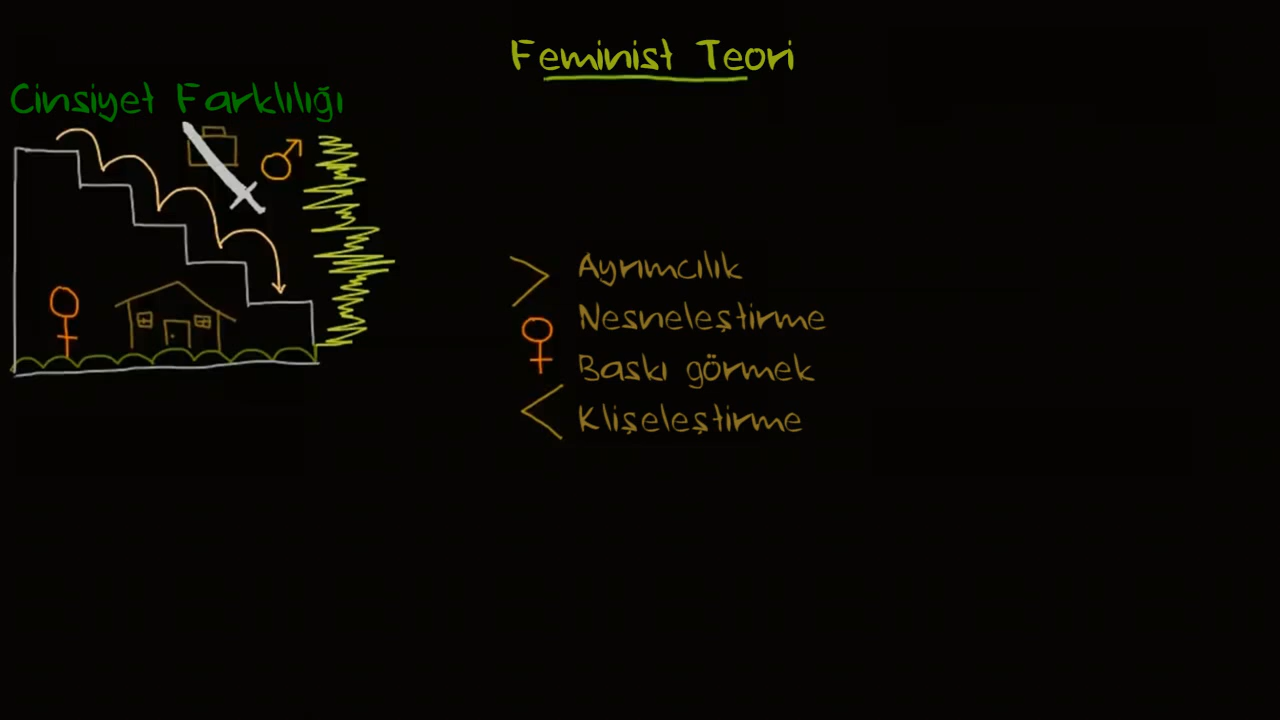 Feminist Teori
Cinsiyet Farklılığı
Ayrımcılık
Nesneleştirme
Baskı görmek
Klişeleştirme